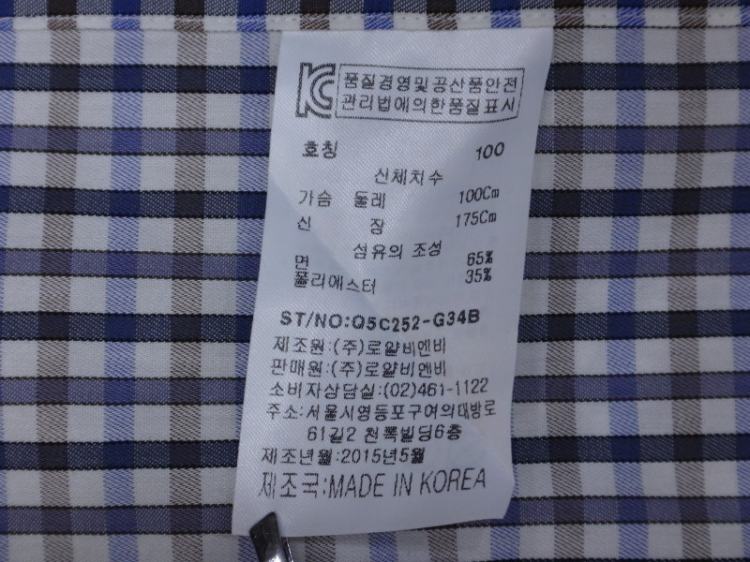 KC 품질경영및공산품안전
관리법에의한품질표시
호칭 100
신체치수
가슴 둘레 100Cm
신 장 175Cm
섬유의 조성
면 65%
폴리에스터 35%
ST/NO:Q5C252-G34B
제조원:(주)로얄비엔비
판매원:(주)로얄비엔비
소비자상담실:(02)461-1122
주소:서울시영등포구여의대방로
61길2 천록빌딩6층
제조년월:2015년5월
제조국:MADE IN KOREA